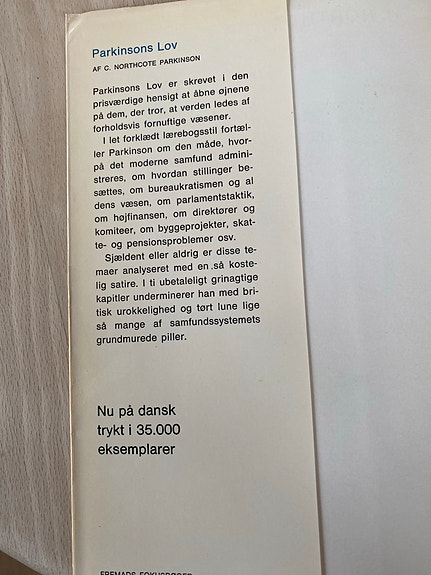 Parkinsons Lov
AF C. NORTHCOTE PARKINSON
Parkinsons Lov er skrevet i den
prisværdige hensigt at åbne øjnene
på dem, der tror, at verden ledes af
forholdsvis fornuftige væsener.
I let forklædt lærebogsstil fortæl-
ler Parkinson om den måde, hvor-
på det moderne samfund admini-
streres, om hvordan stillinger be-
sættes, om bureaukratismen og al
dens væsen, om parlamentstaktik,
om højfinansen, om direktører og
komiteer, om byggeprojekter, skat-
te- og pensionsproblemer osv.
Sjældent eller aldrig er disse te-
maer analyseret med en så koste-
lig satire. I ti ubetaleligt grinagtige
kapitler underminerer han med bri-
tisk urokkelighed og tørt lune lige
så mange af samfundssystemets
grundmurede piller.
Nu på dansk
trykt i 35.000
eksemplarer
FREMADS FOKUSBØGER